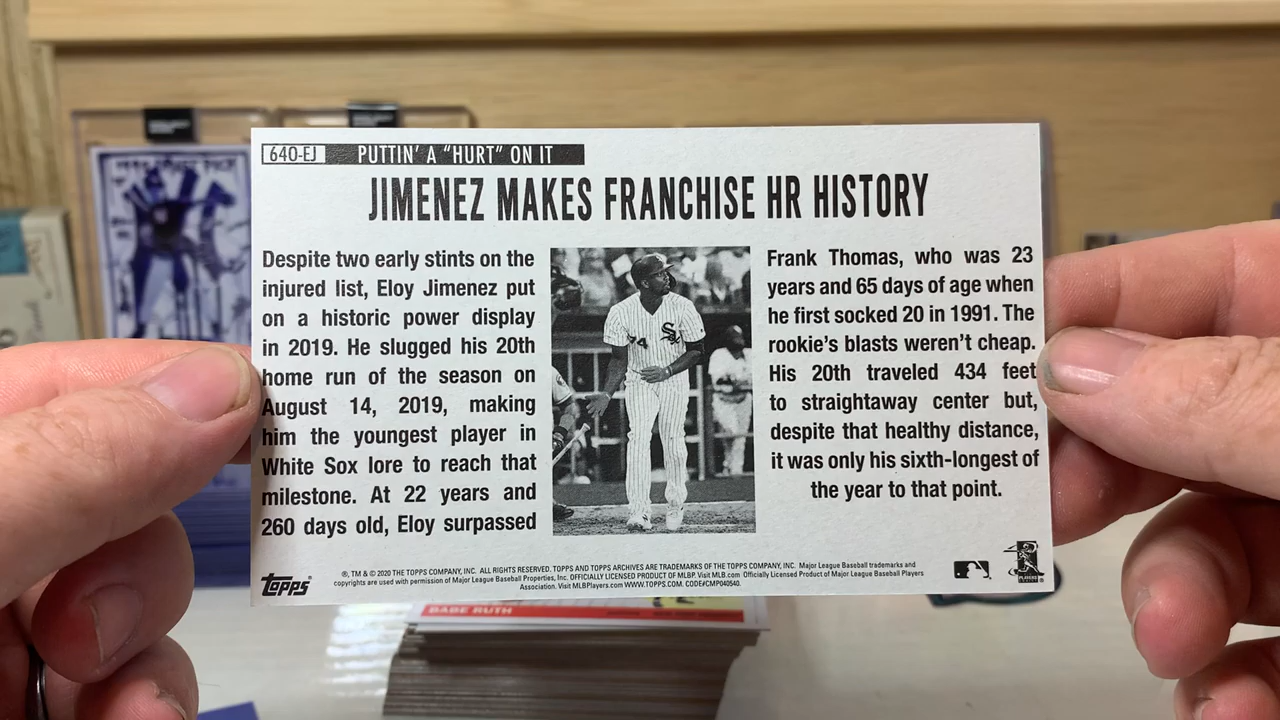 640-EJ PUTTIN' A "HURT" ON IT
JIMENEZ MAKES FRANCHISE HR HISTORY
Despite two early stints on the
injured list, Eloy Jimenez put
on a historic power display
in 2019. He slugged his 20th
home run of the season on
August 14, 2019, making
him the youngest player in
White Sox lore to reach that
milestone. At 22 years and
260 days old, Eloy surpassed
Frank Thomas, who was 23
years and 65 days of age when
he first socked 20 in 1991. The
rookie's blasts weren't cheap.
His 20th traveled 434 feet
to straightaway center but,
despite that healthy distance,
it was only his sixth-longest of
the year to that point.
74
topps
®, TM & © 2020 THE TOPPS COMPANY, INC. ALL RIGHTS RESERVED. TOPPS AND TOPPS ARCHIVES ARE TRADEMARKS OF THE TOPPS COMPANY, INC. Major League Baseball trademarks and
copyrights are used with permission of Major League Baseball Properties, Inc. OFFICIALLY LICENSED PRODUCT OF MLBP. Visit MLB.com Officially Licensed Product of Major League Baseball Players
Association. Visit MLBPlayers.com WWW.TOPPS.COM. CODE#CMP040540.
BABE RUTH